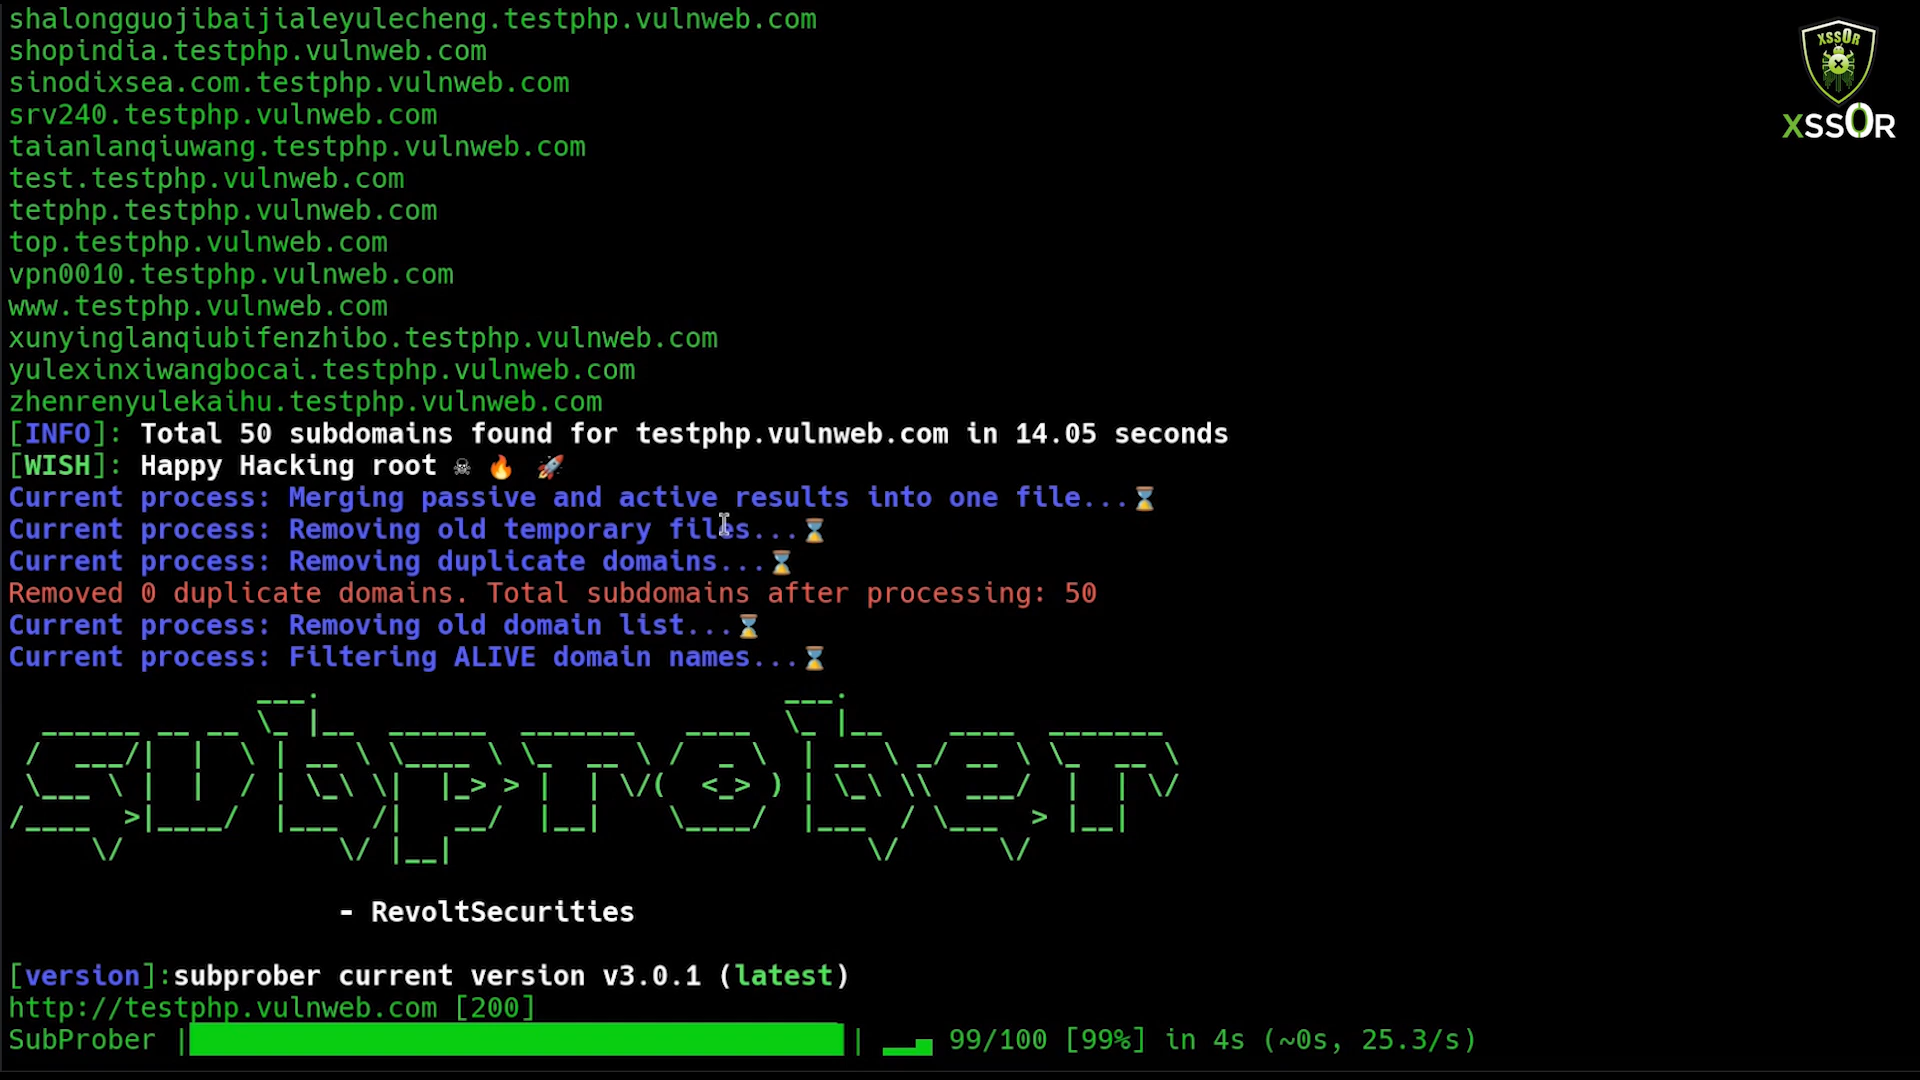 shalongguojibaijialeyulecheng.testphp.vulnweb.com
shopindia.testphp.vulnweb.com
sinodixsea.com.testphp.vulnweb.com
srv240.testphp.vulnweb.com
taianlanqiuwang.testphp.vulnweb.com
test.testphp.vulnweb.com
tetphp.testphp.vulnweb.com
top.testphp.vulnweb.com
vpn0010.testphp.vulnweb.com
www.testphp.vulnweb.com
xunyinglanqiubifenzhibo.testphp.vulnweb.com
yulexinxiwangbocai.testphp.vulnweb.com
zhenrenyulekaihu.testphp.vulnweb.com
[INFO]: Total 50 subdomains found for testphp.vulnweb.com in 14.05 seconds
[WISH]: Happy Hacking root ☠ 🔥 🚀
Current process: Merging passive and active results into one file...⌛
Current process: Removing old temporary files...⌛
Current process: Removing duplicate domains...⌛
Removed 0 duplicate domains. Total subdomains after processing: 50
Current process: Removing old domain list...⌛
Current process: Filtering ALIVE domain names...⌛
subprober
- RevoltSecurities
[version]:subprober current version v3.0.1 (latest)
http://testphp.vulnweb.com [200]
SubProber | | 99/100 [99%] in 4s (~0s, 25.3/s)
XSS0R
XSS0R